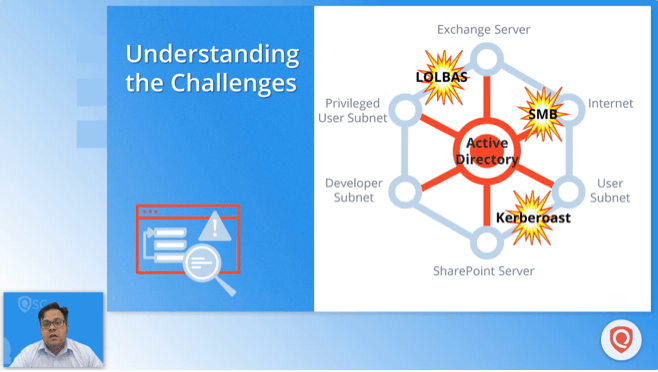 Understanding
the Challenges
Exchange Server
LOLBAS
Privileged
User Subnet
Internet
SMB
Active
Directory
Developer
Subnet
User
Subnet
Kerberoast
SharePoint Server